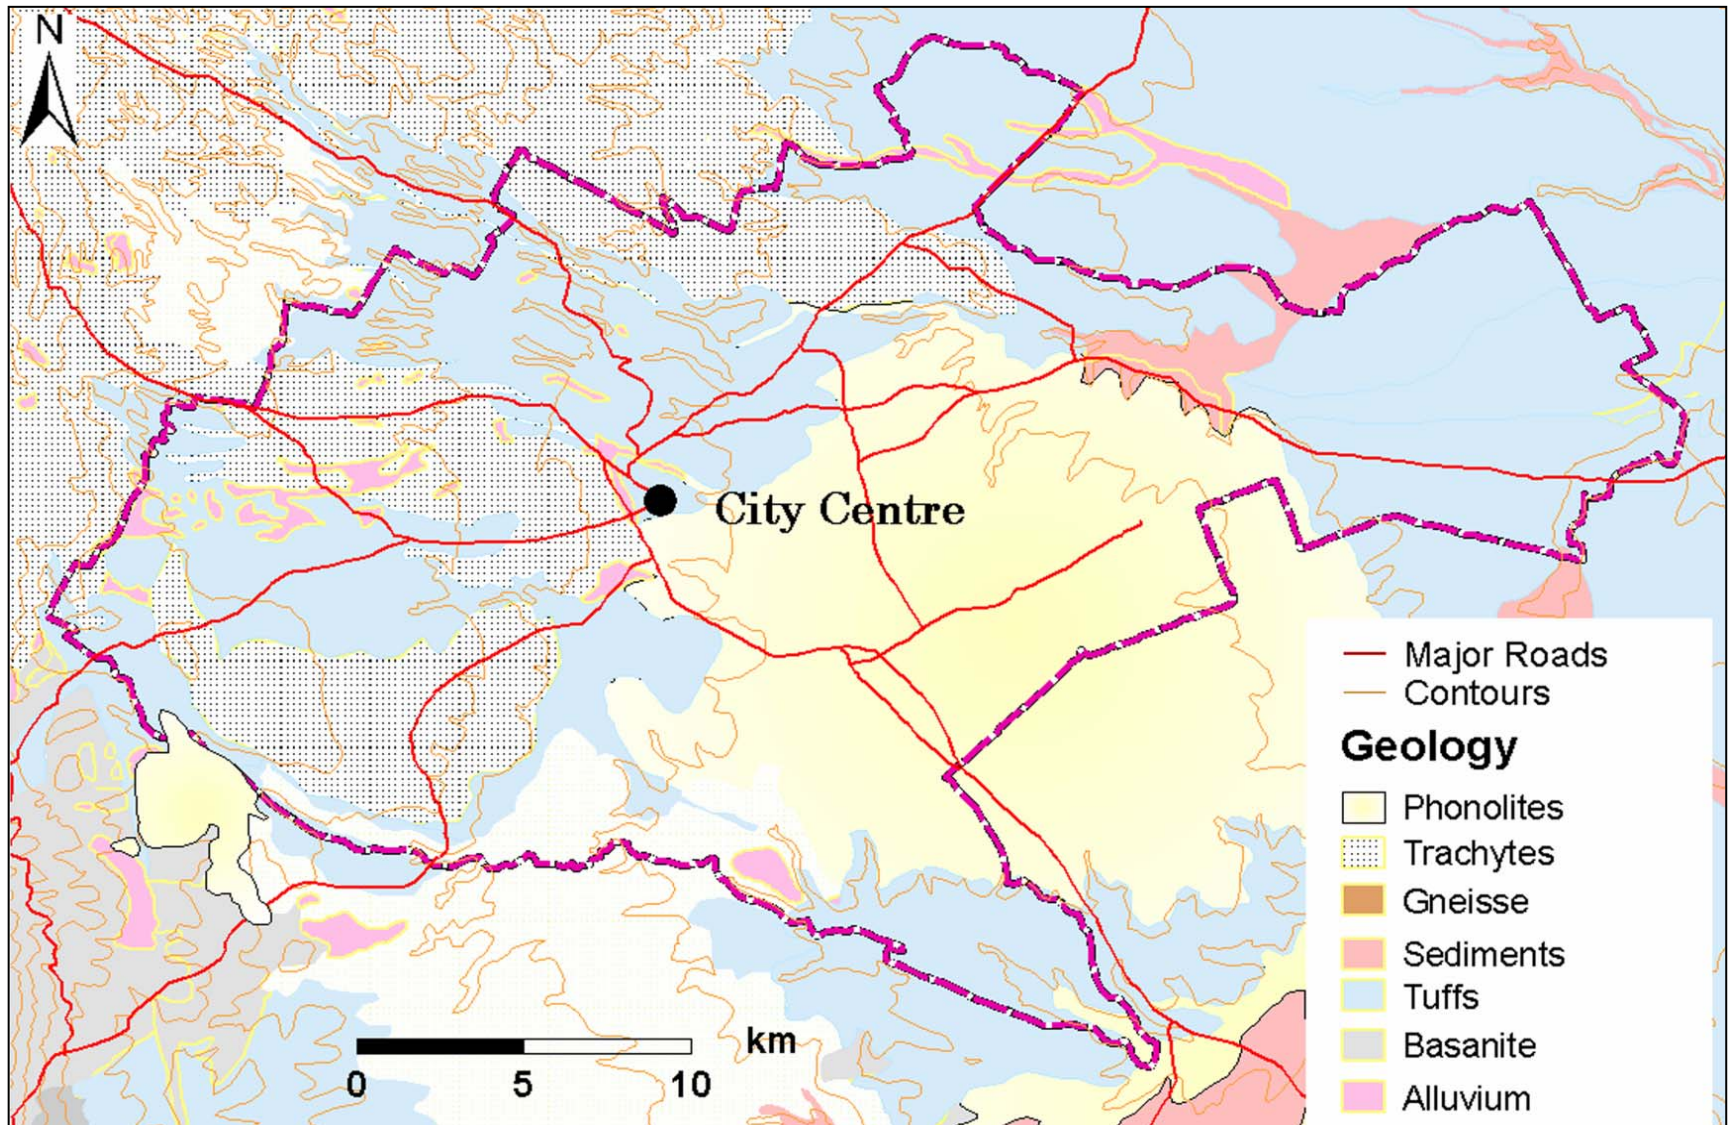 N
City Centre
Major Roads
Contours
Geology
Phonolites
Trachytes
Gneisse
Sediments
Tuffs
Basanite
Alluvium
km
0 5 10